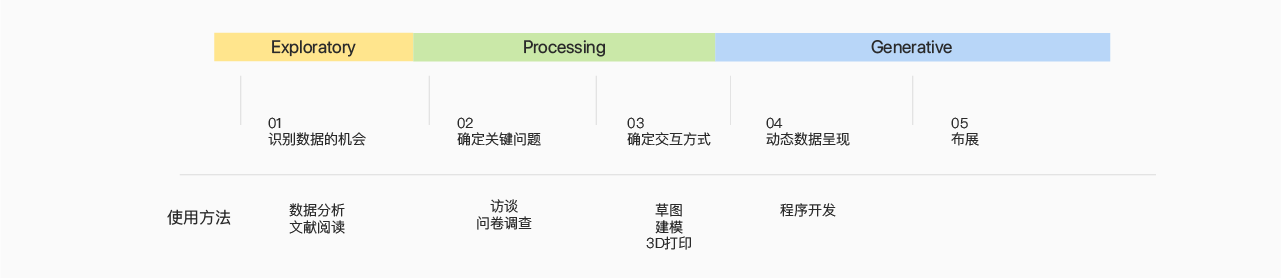 Exploratory
Processing
Generative
01
识别数据的机会
02
确定关键问题
03
确定交互方式
04
动态数据呈现
05
布展
使用方法
数据分析
文献阅读
访谈
问卷调查
草图
建模
3D打印
程序开发